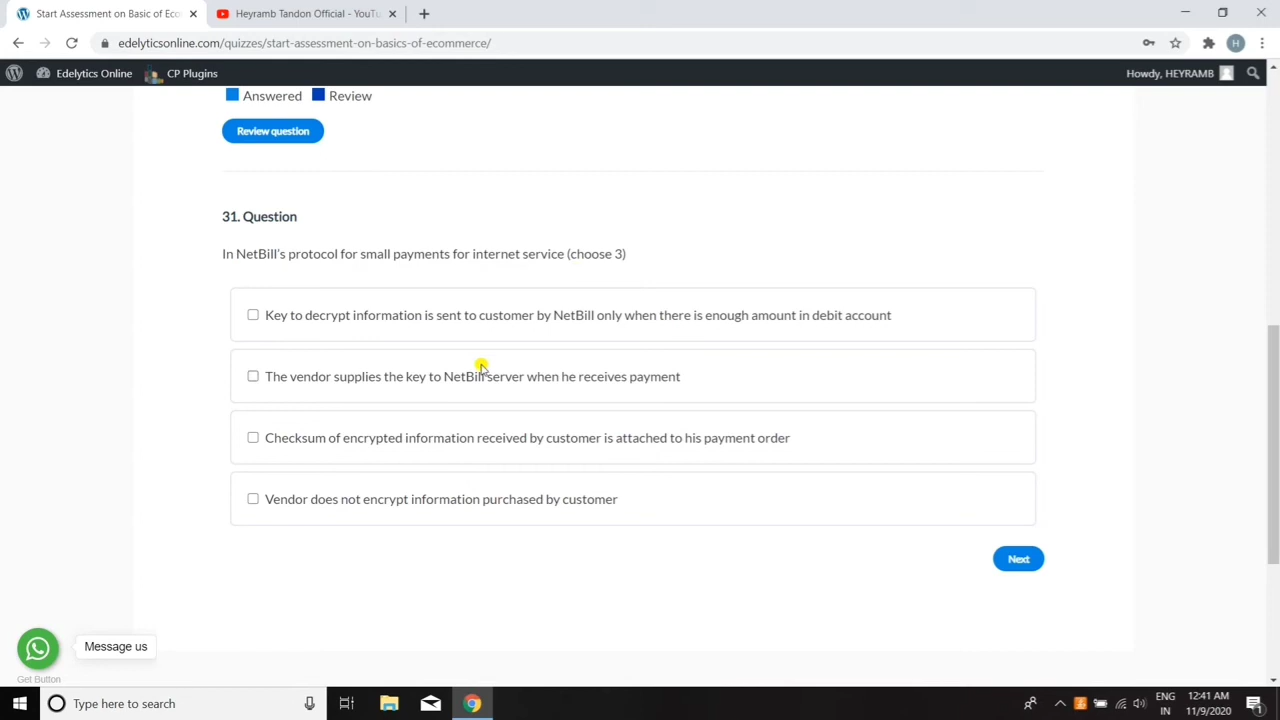 Start Assessment on Basic of Eco
Heyramb Tandon Official - YouTu
edelyticsonline.com/quizzes/start-assessment-on-basics-of-ecommerce/
Edelytics Online
CP Plugins
Howdy, HEYRAMB
Answered
Review
Review question
31. Question
In NetBill's protocol for small payments for internet service (choose 3)
Key to decrypt information is sent to customer by NetBill only when there is enough amount in debit account
The vendor supplies the key to NetBill server when he receives payment
Checksum of encrypted information received by customer is attached to his payment order
Vendor does not encrypt information purchased by customer
Next
Message us
Get Button
Type here to search
ENG
IN
12:41 AM
11/9/2020